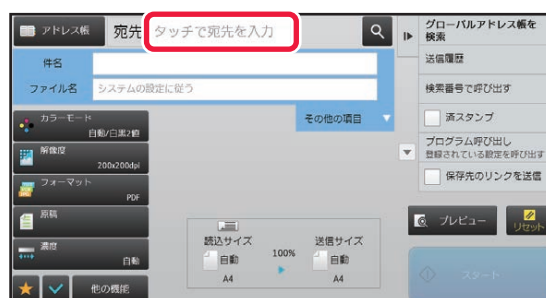 アドレス帳
宛先
タッチで宛先を入力
件名
ファイル名
システムの設定に従う
カラーモード
自動/白黒2値
解像度
200x200dpi
フォーマット
PDF
原稿
濃度
自動
他の機能
その他の項目
読込サイズ
自動
A4
100%
送信サイズ
自動
A4
グローバルアドレス帳を
検索
送信履歴
検索番号で呼び出す
済スタンプ
プログラム呼び出し
登録されている設定を呼び出す
保存先のリンクを送信
プレビュー
リセット
スタート